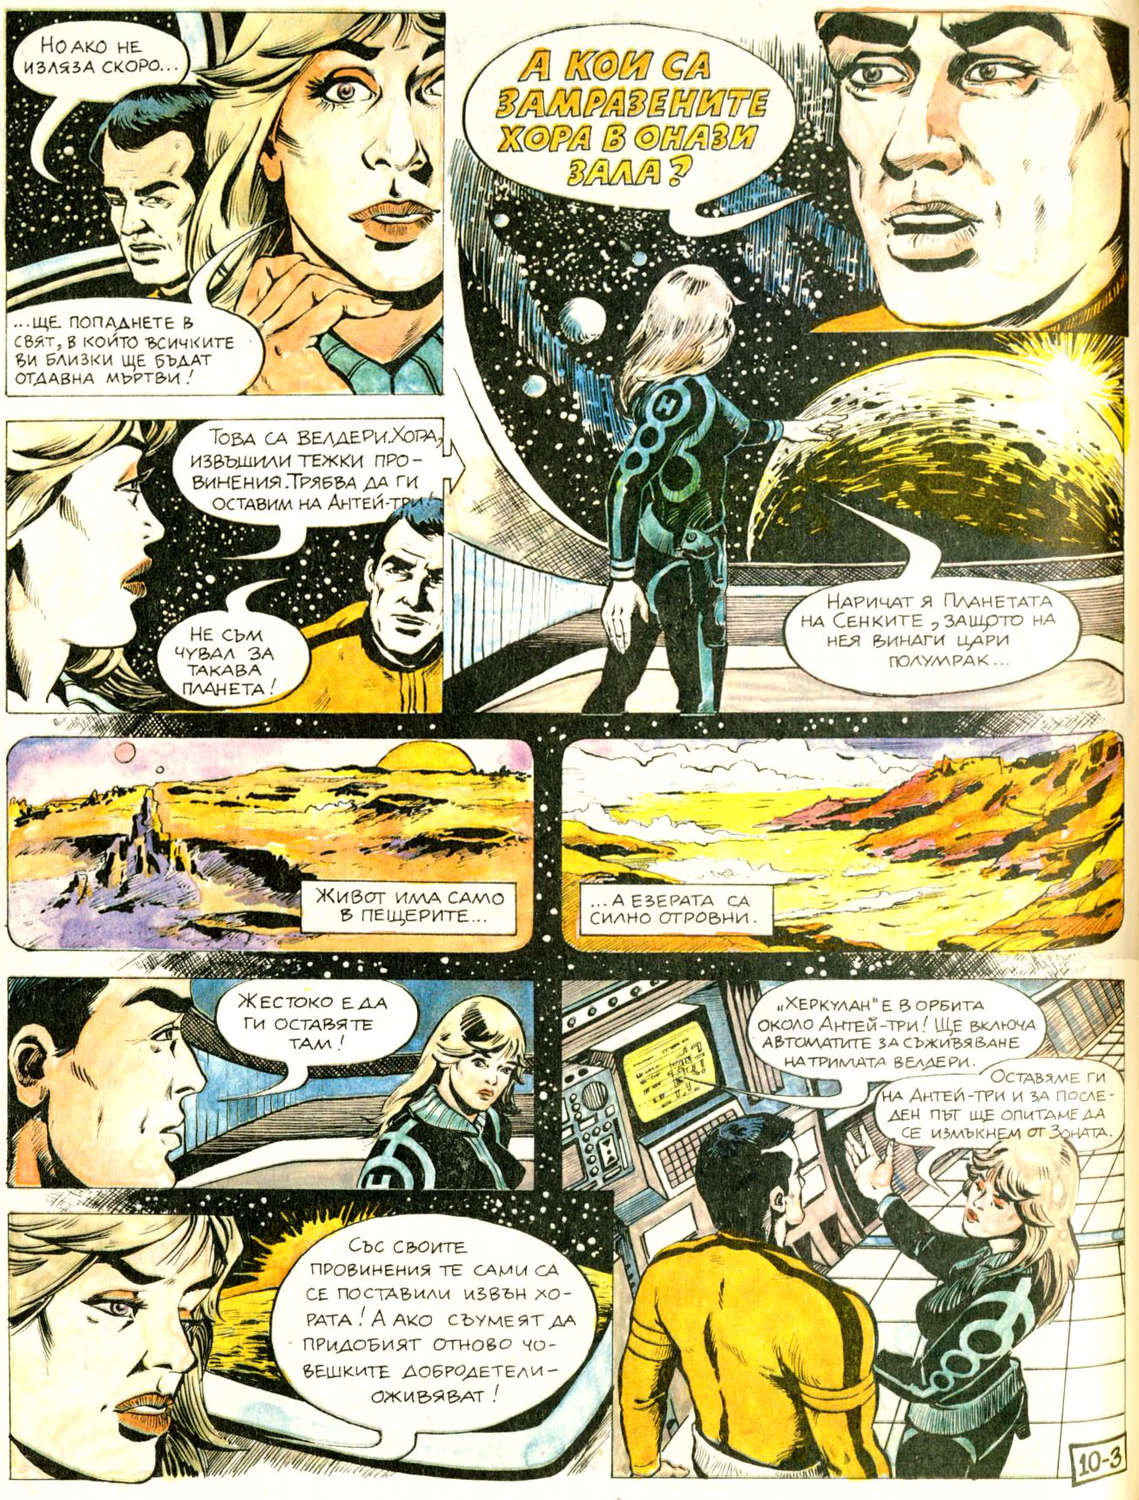 НО АКО НЕ
ИЗЛЯЗА СКОРО...
...ЩЕ ПОПАДНЕТЕ В
СВЯТ, В КОЙТО ВСИЧКИТЕ
ВИ БЛИЗКИ ЩЕ БЪДАТ
ОТДАВНА МЪРТВИ!
А КОИ СА
ЗАМРАЗЕНИТЕ
ХОРА В ОНАЗИ
ЗАЛА?
ТОВА СА ВЕЛДЕРИ. ХОРА,
ИЗВЪШИЛИ ТЕЖКИ ПРО-
ВИНЕНИЯ. ТРЯБВА ДА ГИ
ОСТАВИМ НА АНТЕЙ-ТРИ!
НЕ СЪМ
ЧУВАЛ ЗА
ТАКАВА
ПЛАНЕТА!
НАРИЧАТ Я ПЛАНЕТАТА
НА СЕНКИТЕ, ЗАЩОТО НА
НЕЯ ВИНАГИ ЦАРИ
ПОЛУМРАК...
ЖИВОТ ИМА САМО
В ПЕЩЕРИТЕ...
...А ЕЗЕРАТА СА
СИЛНО ОТРОВНИ.
ЖЕСТОКО Е ДА
ГИ ОСТАВЯТЕ
ТАМ!
„ХЕРКУЛАН" Е В ОРБИТА
ОКОЛО АНТЕЙ-ТРИ! ЩЕ ВКЛЮЧА
АВТОМАТИТЕ ЗА СЪЖИВЯВАНЕ
НА ТРИМАТА ВЕЛДЕРИ.
ОСТАВЯМЕ ГИ
НА АНТЕЙ-ТРИ И ЗА ПОСЛЕ-
ДЕН ПЪТ ЩЕ ОПИТАМЕ ДА
СЕ ИЗМЪКНЕМ ОТ ЗОНАТА.
СЪС СВОИТЕ
ПРОВИНЕНИЯ ТЕ САМИ СА
СЕ ПОСТАВИЛИ ИЗВЪН ХО-
РАТА! А АКО СЪУМЕЯТ ДА
ПРИДОБИЯТ ОТНОВО ЧО-
ВЕШКИТЕ ДОБРОДЕТЕЛИ-
ОЖИВЯВАТ!
10-3